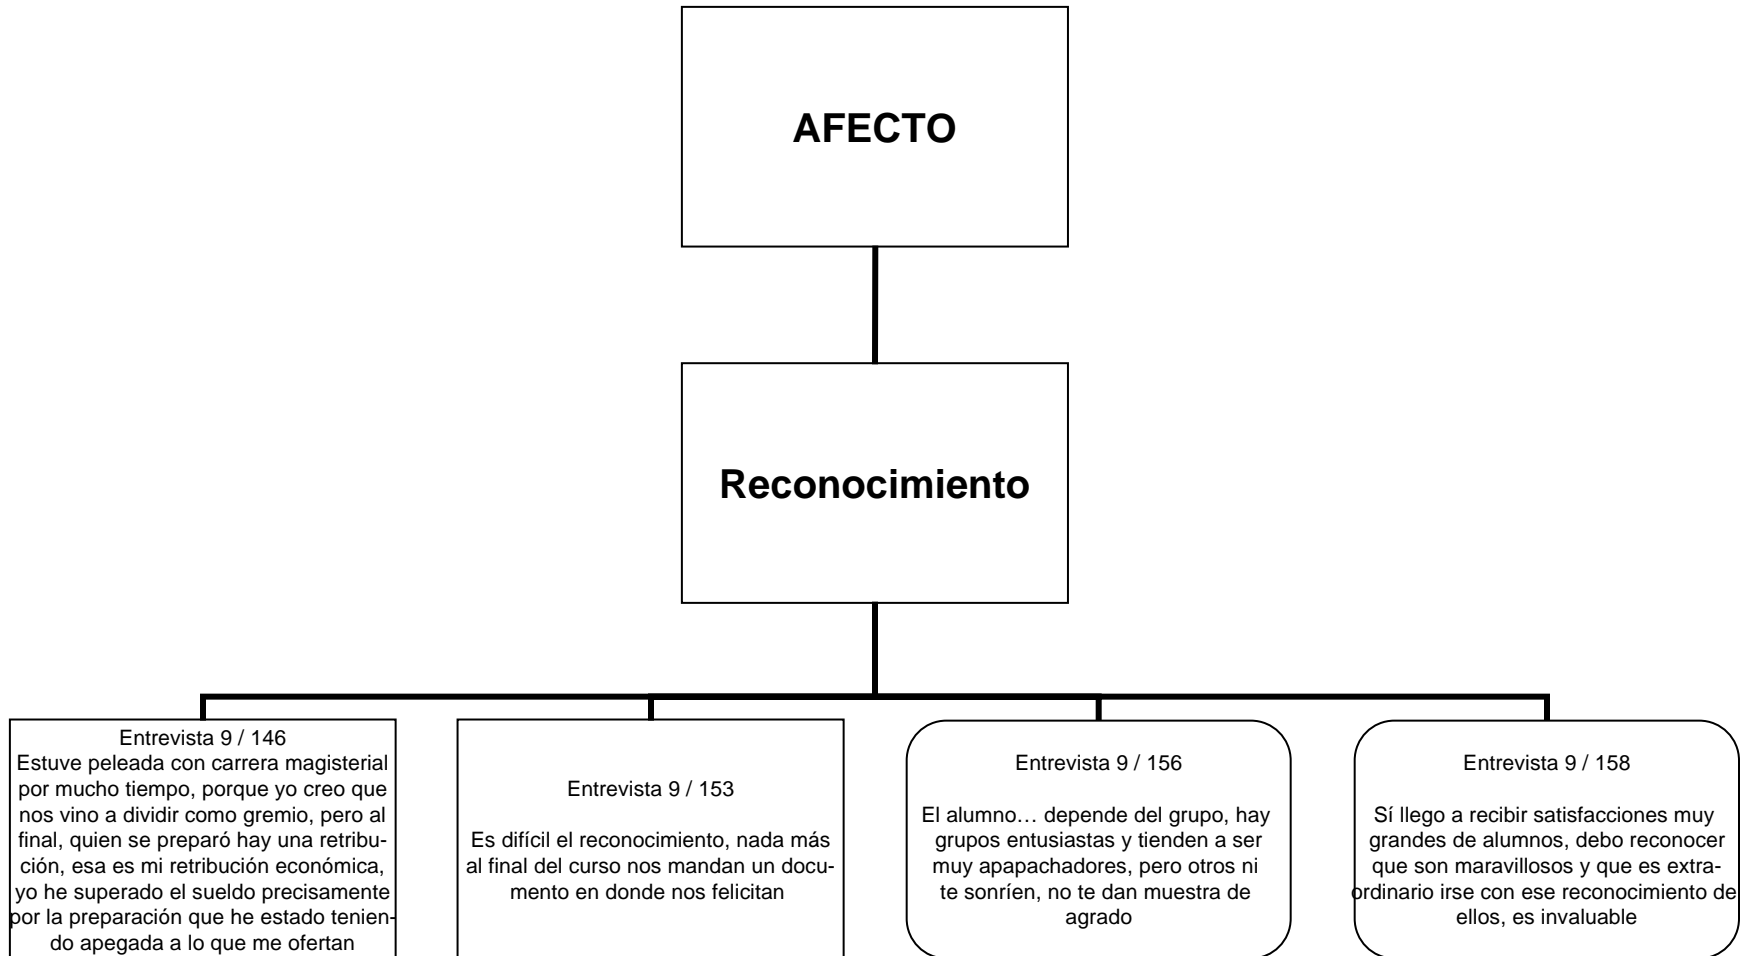 AFECTO
Reconocimiento
Entrevista 9 / 146
Estuve peleada con carrera magisterial
por mucho tiempo, porque yo creo que
nos vino a dividir como gremio, pero al
final, quien se preparó hay una retribu-
ción, esa es mi retribución económica,
yo he superado el sueldo precisamente
por la preparación que he estado tenien-
do apegada a lo que me ofertan
Entrevista 9 / 153
Es difícil el reconocimiento, nada más
al final del curso nos mandan un docu-
mento en donde nos felicitan
Entrevista 9 / 156
El alumno… depende del grupo, hay
grupos entusiastas y tienden a ser
muy apapachadores, pero otros ni
te sonríen, no te dan muestra de
agrado
Entrevista 9 / 158
Sí llego a recibir satisfacciones muy
grandes de alumnos, debo reconocer
que son maravillosos y que es extra-
ordinario irse con ese reconocimiento de
ellos, es invaluable